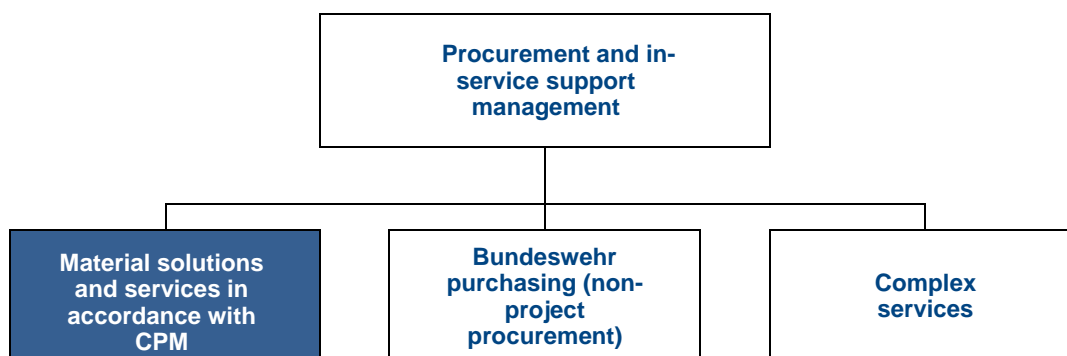 Procurement and in-
service support
management
Material solutions
and services in
accordance with
CPM
Bundeswehr
purchasing (non-
project
procurement)
Complex
services